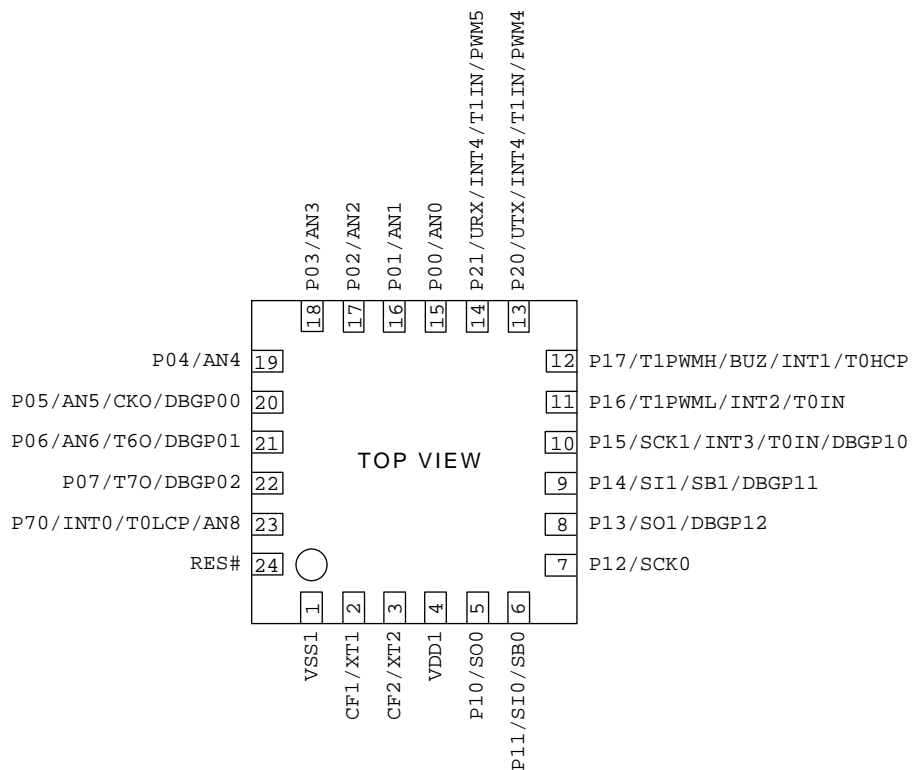 P03/AN3
P02/AN2
P01/AN1
P00/AN0
P21/URX/INT4/T1IN/PWM5
P20/UTX/INT4/T1IN/PWM4
18
17
16
15
14
13
P04/AN4 19
12 P17/T1PWMH/BUZ/INT1/T0HCP
P05/AN5/CKO/DBGP00 20
11 P16/T1PWML/INT2/T0IN
P06/AN6/T6O/DBGP01 21
10 P15/SCK1/INT3/T0IN/DBGP10
TOP VIEW
P07/T7O/DBGP02 22
9 P14/SI1/SB1/DBGP11
P70/INT0/T0LCP/AN8 23
8 P13/SO1/DBGP12
RES# 24
7 P12/SCK0
1
2
3
4
5
6
VSS1
CF1/XT1
CF2/XT2
VDD1
P10/SO0
P11/SI0/SB0